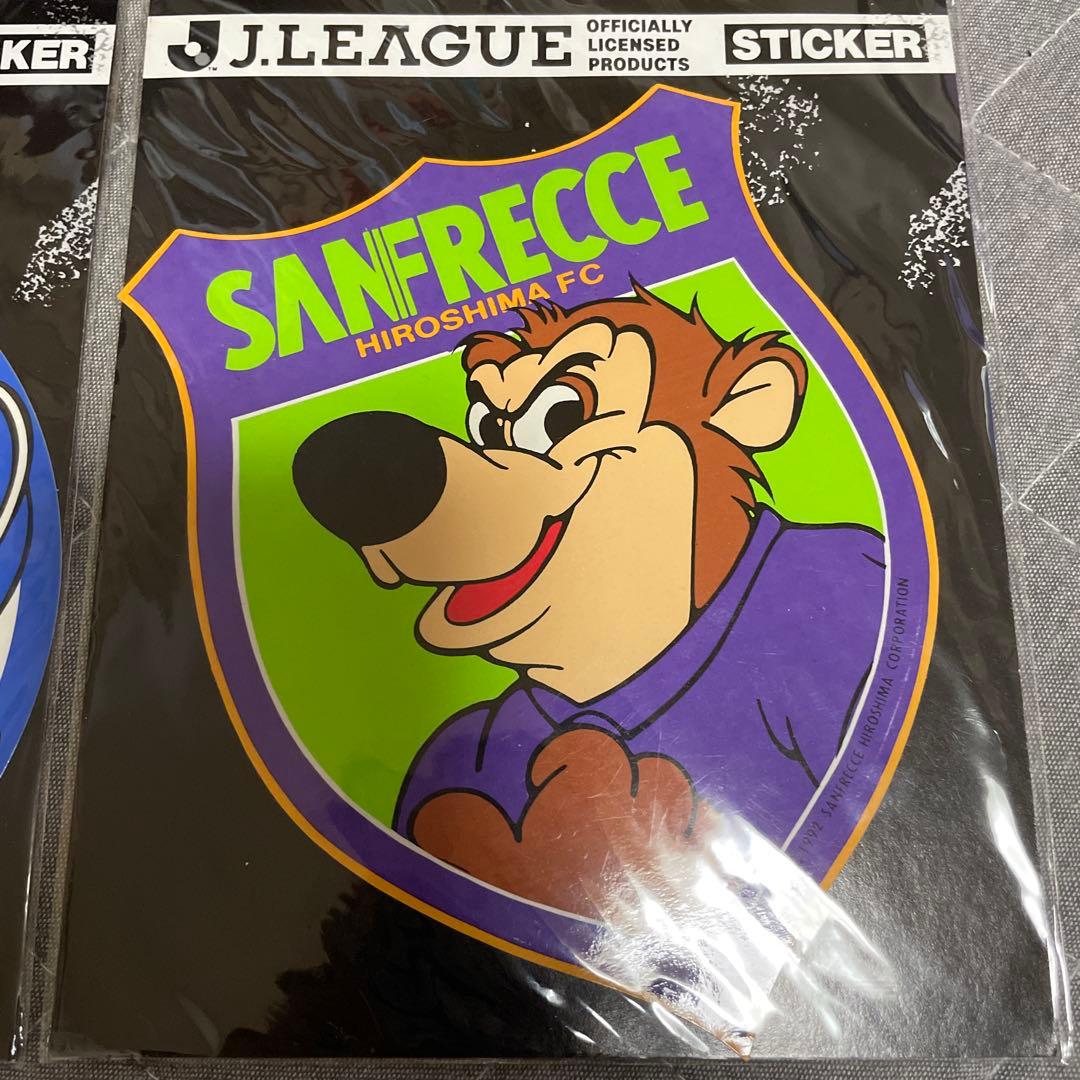 KER
J.LEAGUE
OFFICIALLY
LICENSED
PRODUCTS
STICKER
SANFRECCE
HIROSHIMA FC
1992 SANFRECCE HIROSHIMA CORPORATION